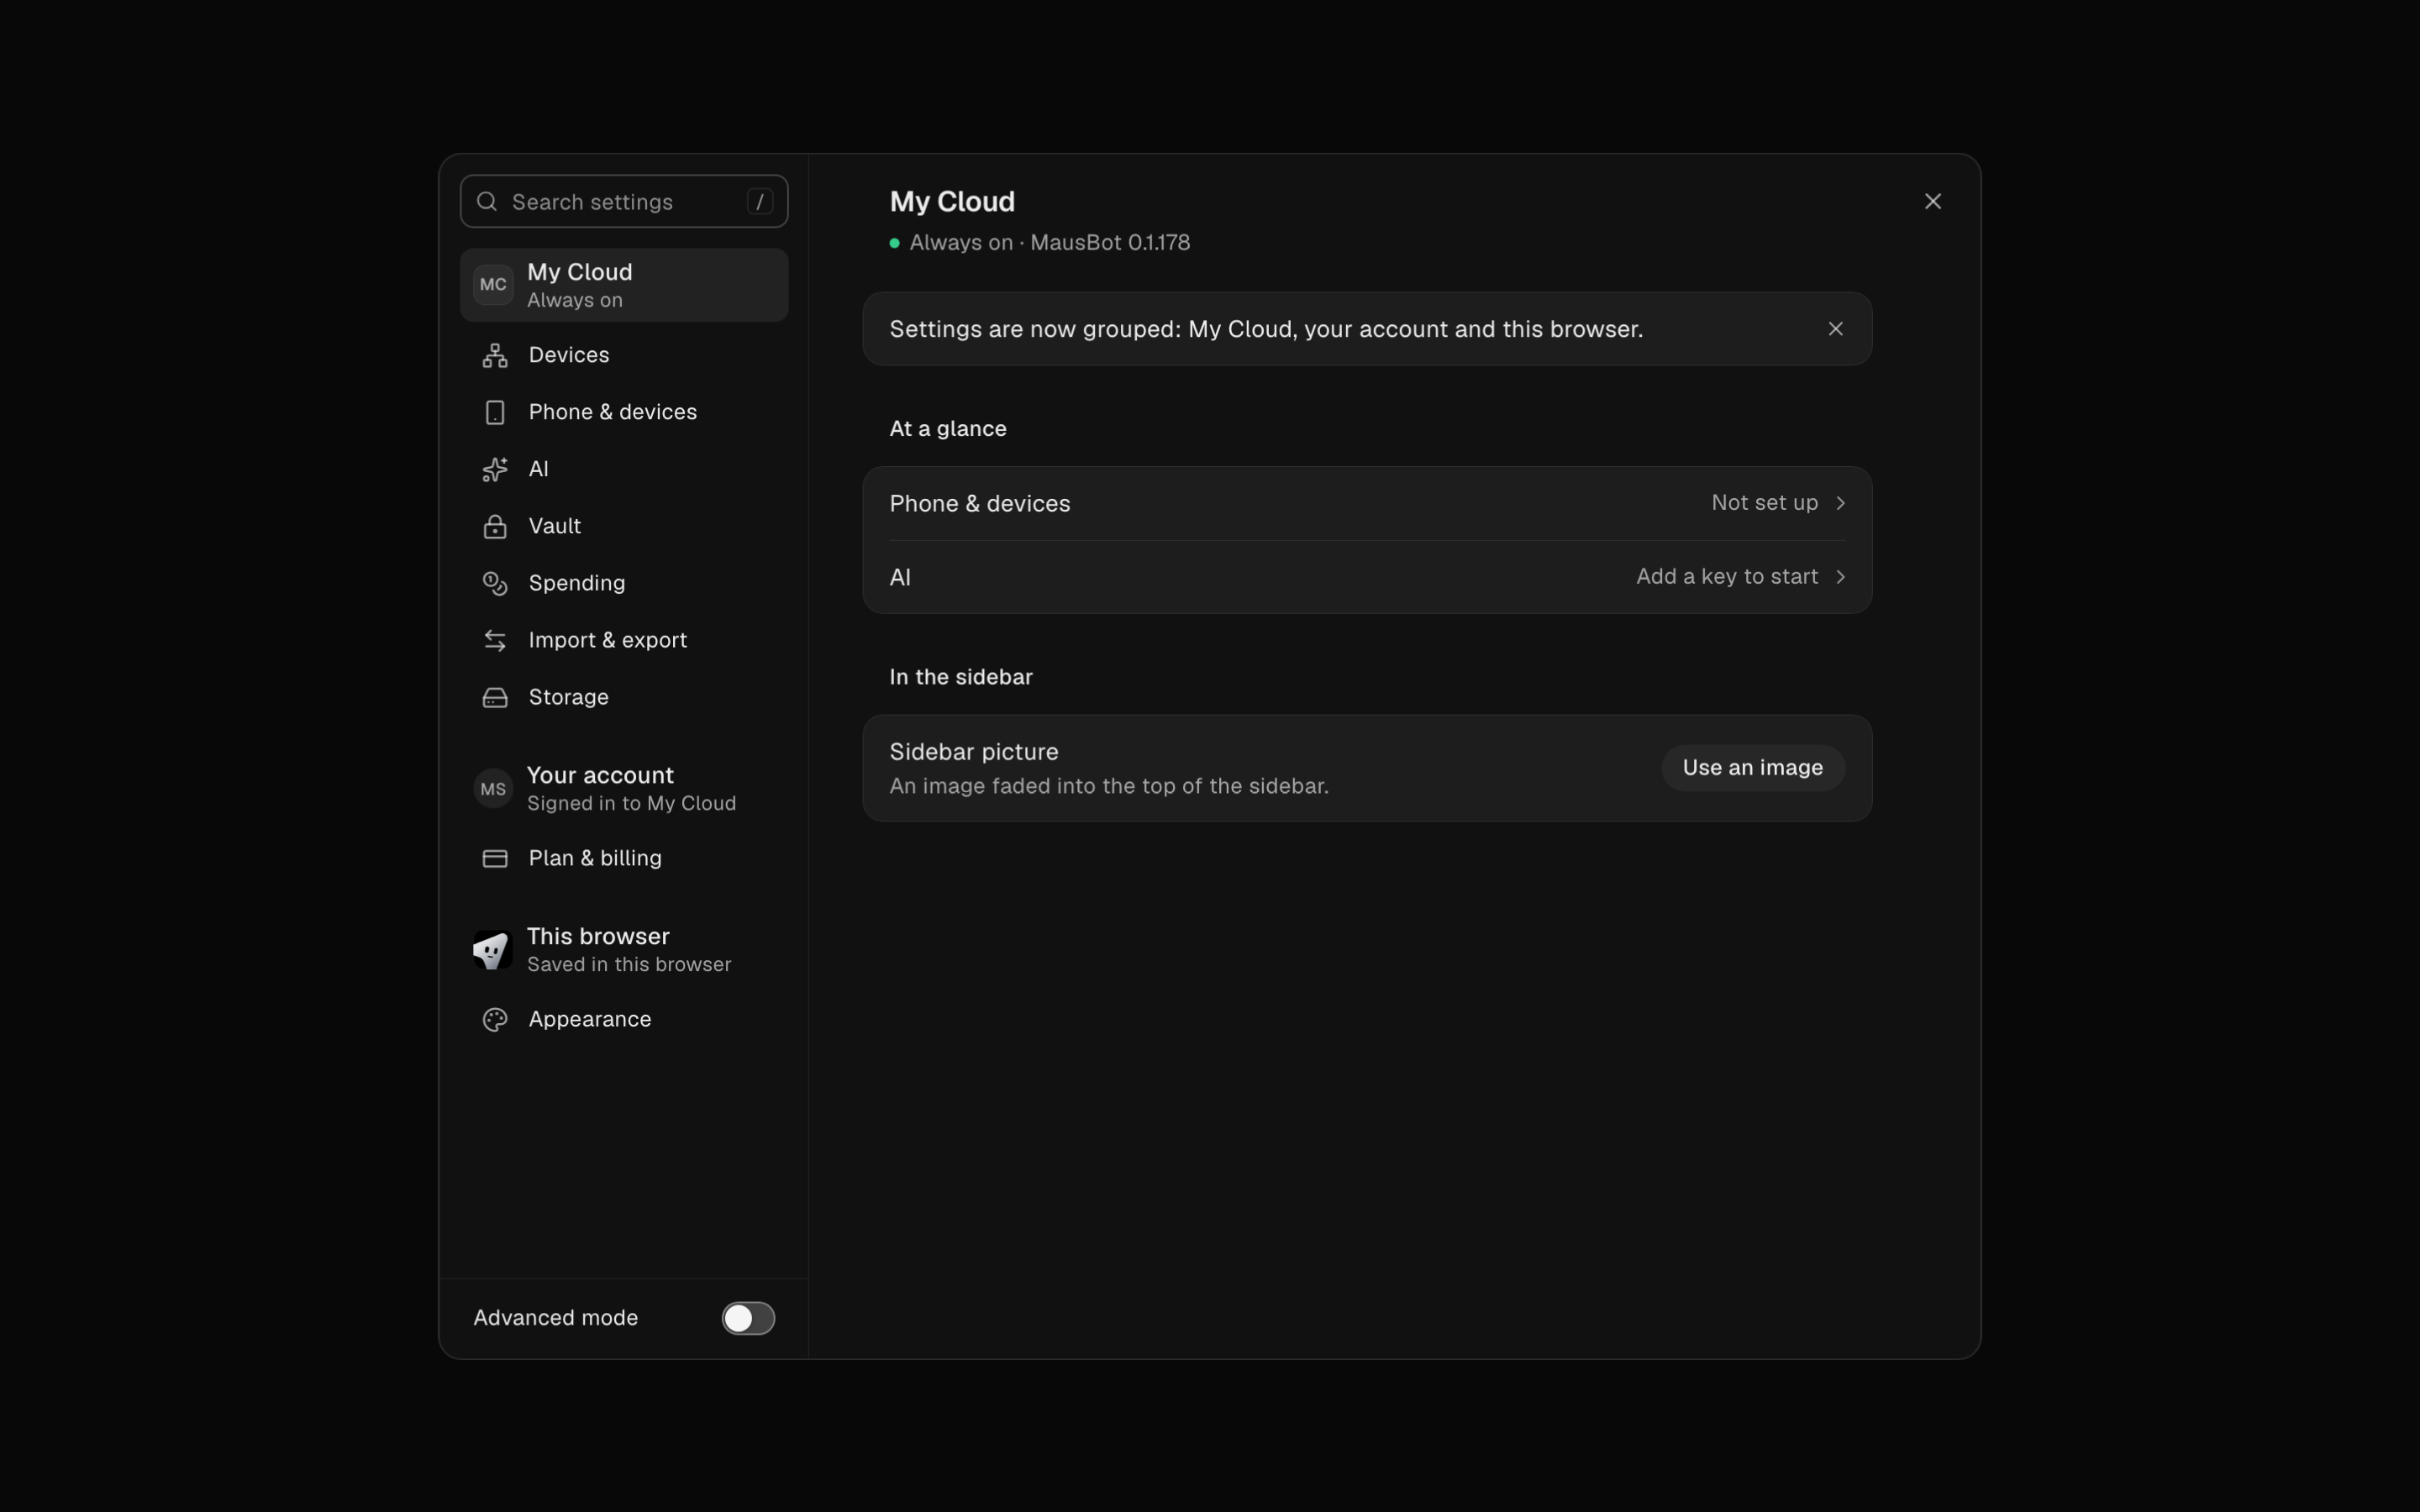 Search settings /
MC
My Cloud
Always on
Devices
Phone & devices
AI
Vault
Spending
Import & export
Storage
MS
Your account
Signed in to My Cloud
Plan & billing
This browser
Saved in this browser
Appearance
Advanced mode
My Cloud
Always on · MausBot 0.1.178
Settings are now grouped: My Cloud, your account and this browser.
At a glance
Phone & devices Not set up
AI Add a key to start
In the sidebar
Sidebar picture
An image faded into the top of the sidebar.
Use an image